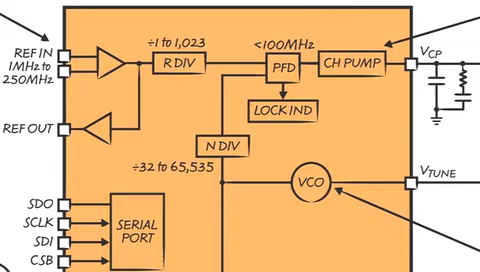 REF IN
1MHz to
250MHz
÷1 to 1,023
R DIV
<100MHz
PFD
CH PUMP
VCP
LOCK IND
REF OUT
N DIV
÷32 to 65,535
VCO
VTUNE
SDO
SCLK
SDI
CSB
SERIAL
PORT